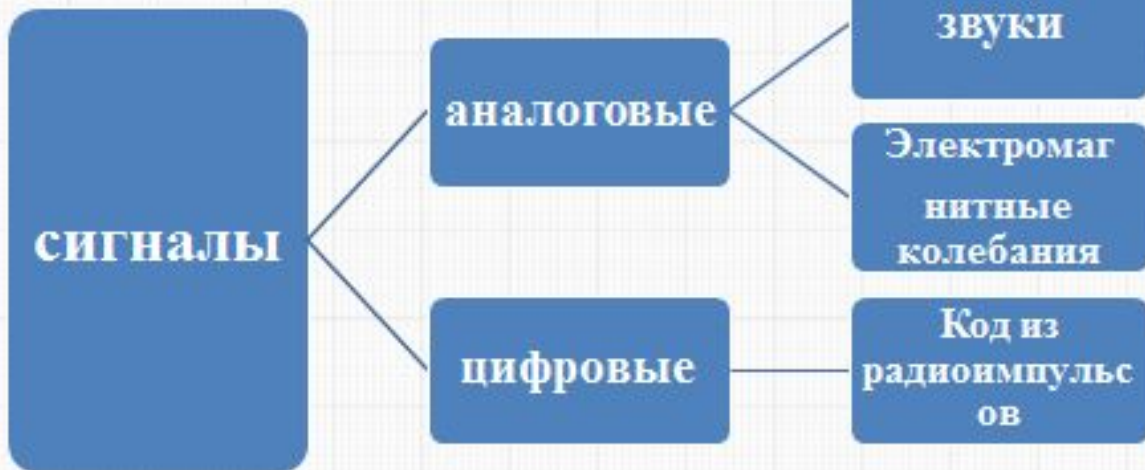 сигналы
аналоговые
звуки
Электромаг
нитные
колебания
цифровые
Код из
радиоимпульс
ов